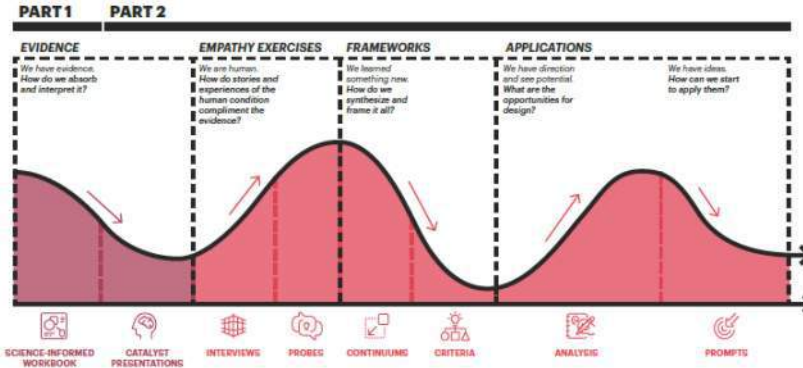 PART 1
PART 2
EVIDENCE
We have evidence.
How do we absorb
and interpret it?
EMPATHY EXERCISES
We are human.
How do stories and
experiences of the
human condition
compliment the
evidence?
FRAMEWORKS
We learned
something new.
How do we
synthesize and
frame it all?
APPLICATIONS
We have direction
and see potential.
What are the
opportunities for
design?
We have ideas.
How can we start
to apply them?
SCIENCE-INFORMED
WORKBOOK
CATALYST
PRESENTATIONS
INTERVIEWS
PROBES
CONTINUUMS
CRITERIA
ANALYSIS
PROMPTS